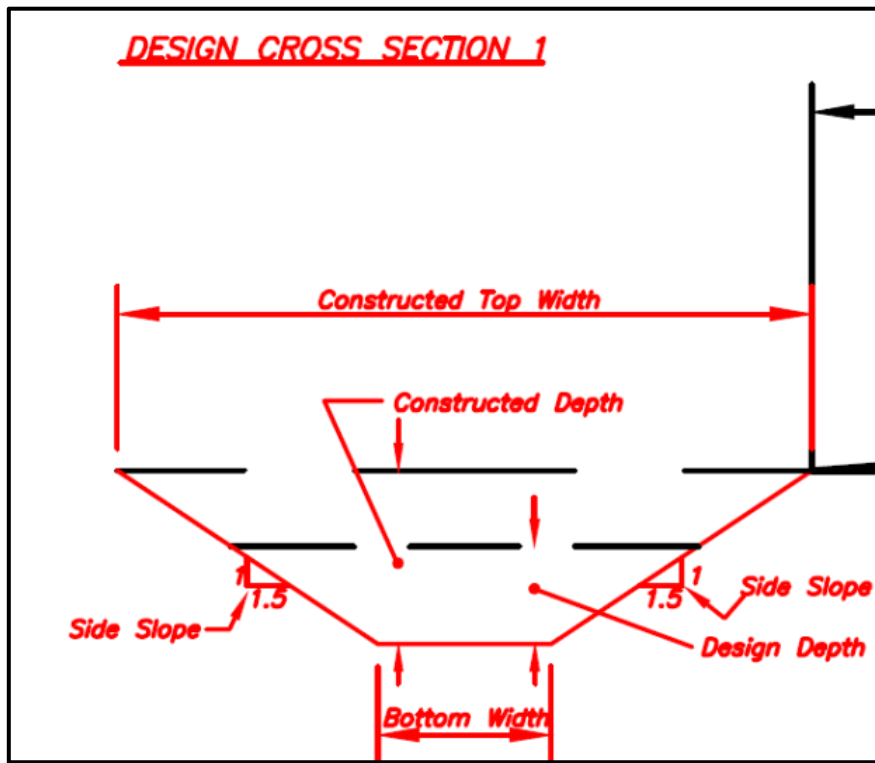 DESIGN CROSS SECTION 1
Constructed Top Width
Constructed Depth
1
1.5
Side Slope
1
1.5
Side Slope
Design Depth
Bottom Width